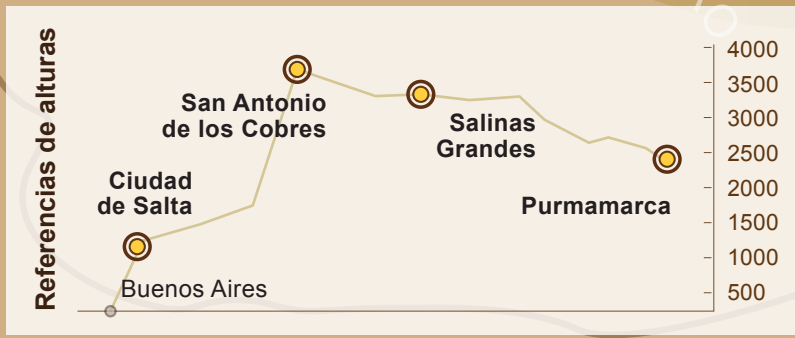 Referencias de alturas
San Antonio
de los Cobres
Salinas
Grandes
Ciudad
de Salta
Purmamarca
Buenos Aires
4000
3500
3000
2500
2000
1500
1000
500